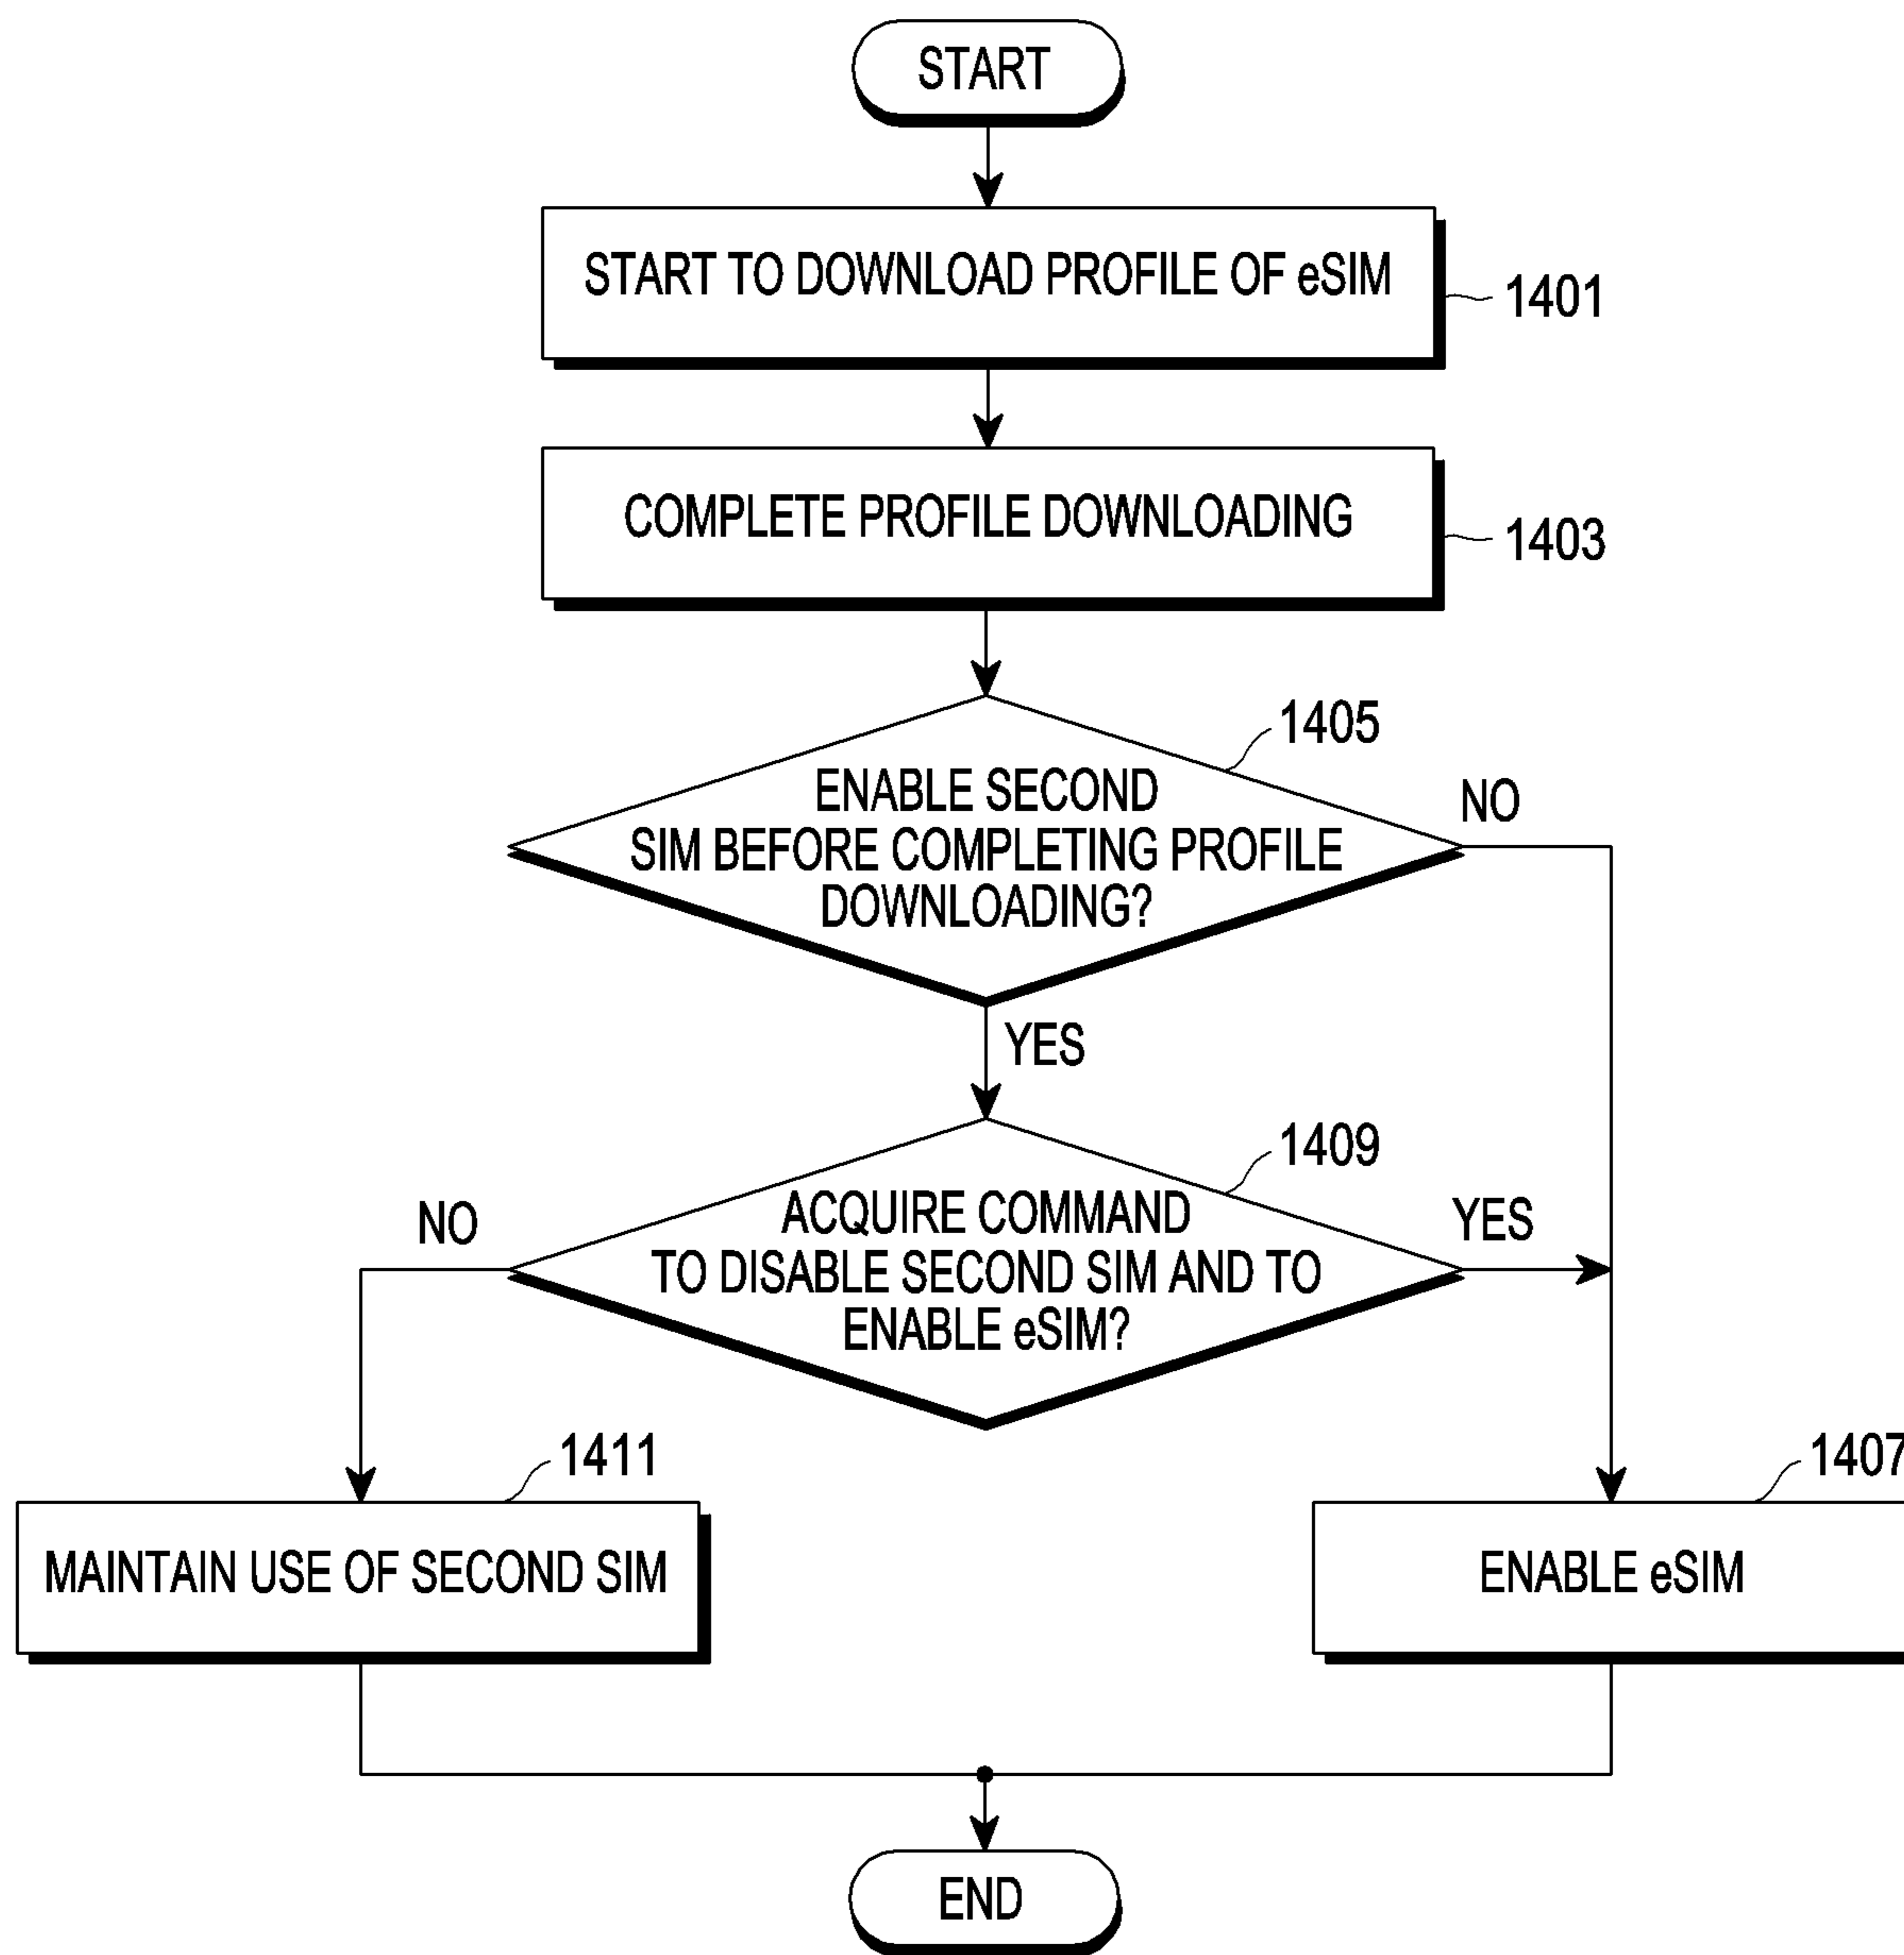 START
START TO DOWNLOAD PROFILE OF eSIM
1401
COMPLETE PROFILE DOWNLOADING
1403
1405
ENABLE SECOND
SIM BEFORE COMPLETING PROFILE
DOWNLOADING?
NO
YES
1409
ACQUIRE COMMAND
TO DISABLE SECOND SIM AND TO
ENABLE eSIM?
NO
YES
1411
MAINTAIN USE OF SECOND SIM
1407
ENABLE eSIM
END